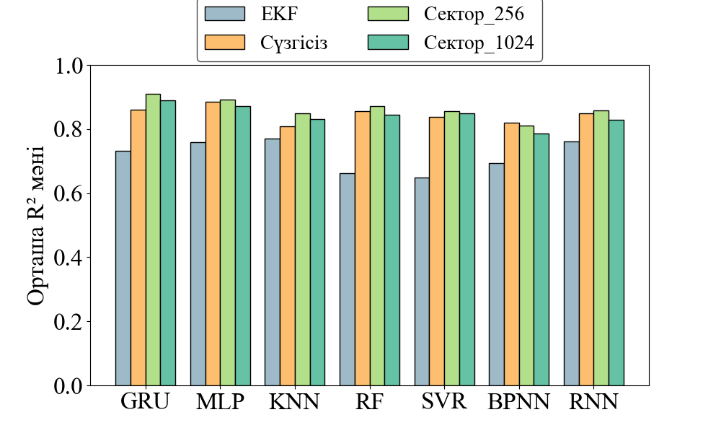 EKF
Сүзгісіз
Сектор_256
Сектор_1024
Орташа R² мәні
1.0
0.8
0.6
0.4
0.2
0.0
GRU MLP KNN RF SVR BPNN RNN